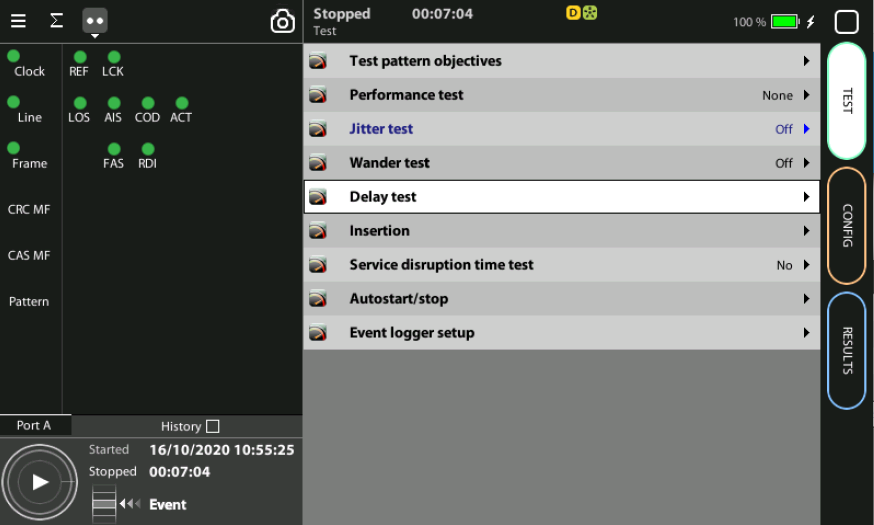 Σ
Stopped 00:07:04
Test
D
100 %
Clock REF LCK
Line LOS AIS COD ACT
Frame FAS RDI
CRC MF
CAS MF
Pattern
Test pattern objectives
Performance test None
Jitter test Off
Wander test Off
Delay test
Insertion
Service disruption time test No
Autostart/stop
Event logger setup
TEST
CONFIG
RESULTS
Port A History
Started 16/10/2020 10:55:25
Stopped 00:07:04
Event